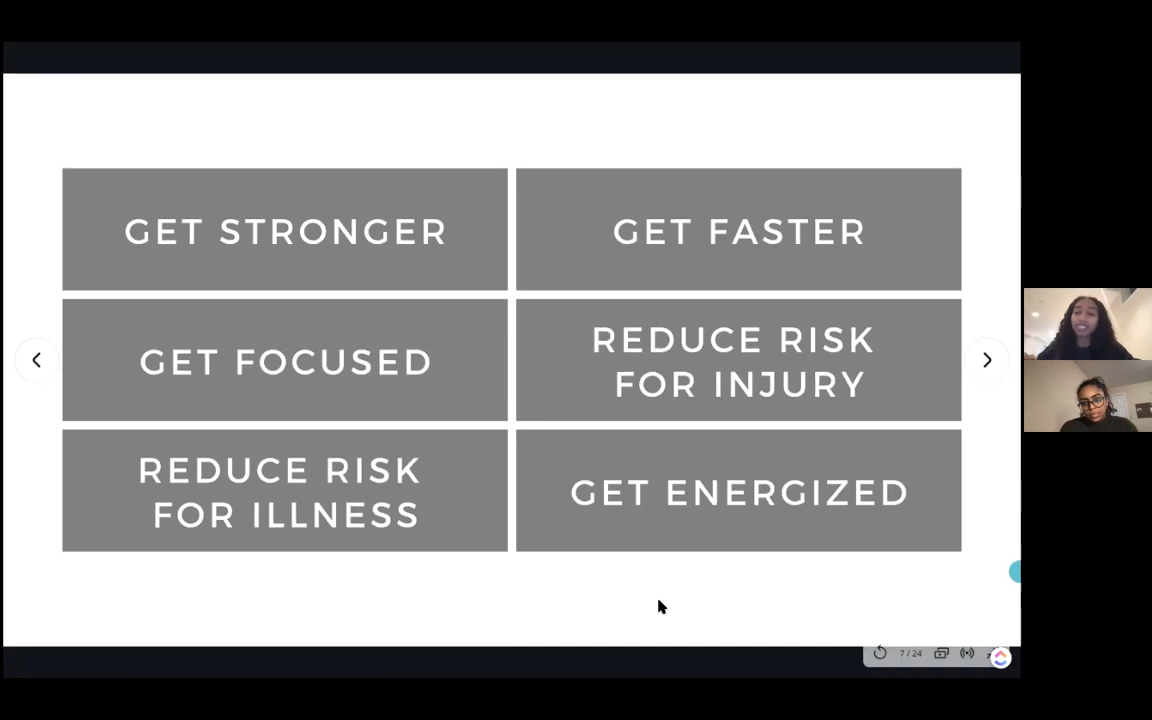 GET STRONGER
GET FASTER
GET FOCUSED
REDUCE RISK
FOR INJURY
REDUCE RISK
FOR ILLNESS
GET ENERGIZED
7 / 24